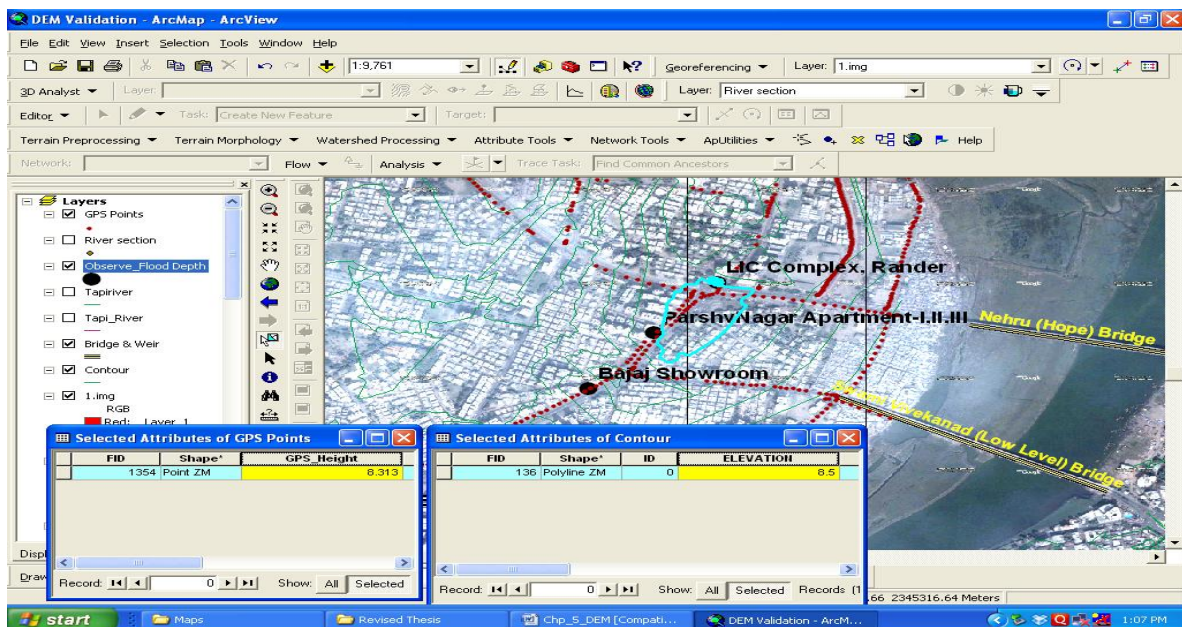 DEM Validation - ArcMap - ArcView
File Edit View Insert Selection Tools Window Help
1:9,761 Georeferencing Layer: 1.img
3D Analyst Layer: Layer: River section
Editor Task: Create New Feature Target:
Terrain Preprocessing Terrain Morphology Watershed Processing Attribute Tools Network Tools ApUtilities Help
Network: Flow Analysis Trace Task: Find Common Ancestors
Layers
GPS Points
River section
Observe_Flood Depth
Tapiriver
Tapi_River
Bridge & Weir
Contour
1.img
RGB
Red: Layer_1
LIC Complex, Rander
Parshv Nagar Apartment-I.II.III
Nehru (Hope) Bridge
Bajaj Showroom
Vivekanad (Low Level) Bridge
Selected Attributes of GPS Points
FID Shape* GPS_Height
1354 Point ZM 8.313
Record: 0 Show: All Selected
Selected Attributes of Contour
FID Shape* ID ELEVATION
136 Polyline ZM 0 8.5
Record: 0 Show: All Selected Records (1
Displ
Draw
.66 2345316.64 Meters
start Maps Revised Thesis Chp_5_DEM [Compati... DEM Validation - ArcM... 1:07 PM